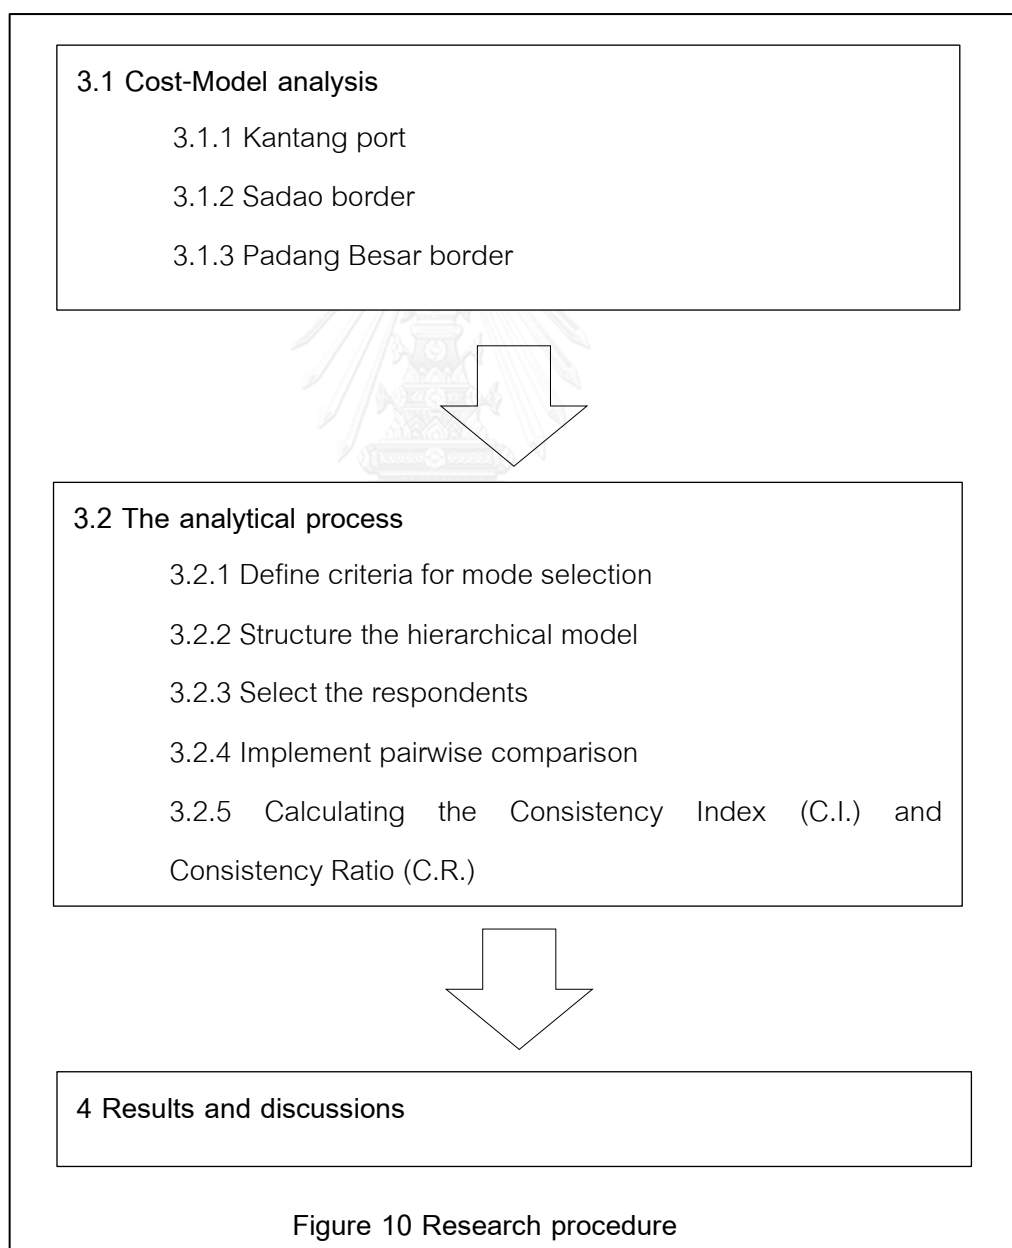 3.1 Cost-Model analysis
3.1.1 Kantang port
3.1.2 Sadao border
3.1.3 Padang Besar border
3.2 The analytical process
3.2.1 Define criteria for mode selection
3.2.2 Structure the hierarchical model
3.2.3 Select the respondents
3.2.4 Implement pairwise comparison
3.2.5 Calculating the Consistency Index (C.I.) and
Consistency Ratio (C.R.)
4 Results and discussions
Figure 10 Research procedure